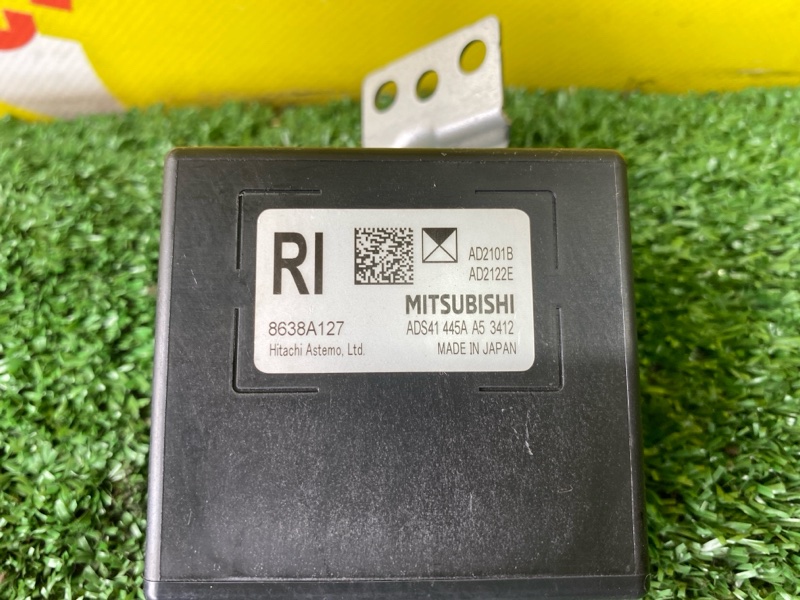 RI
AD2101B
AD2122E
MITSUBISHI
8638A127
ADS41 445A A5 3412
Hitachi Astemo, Ltd.
MADE IN JAPAN